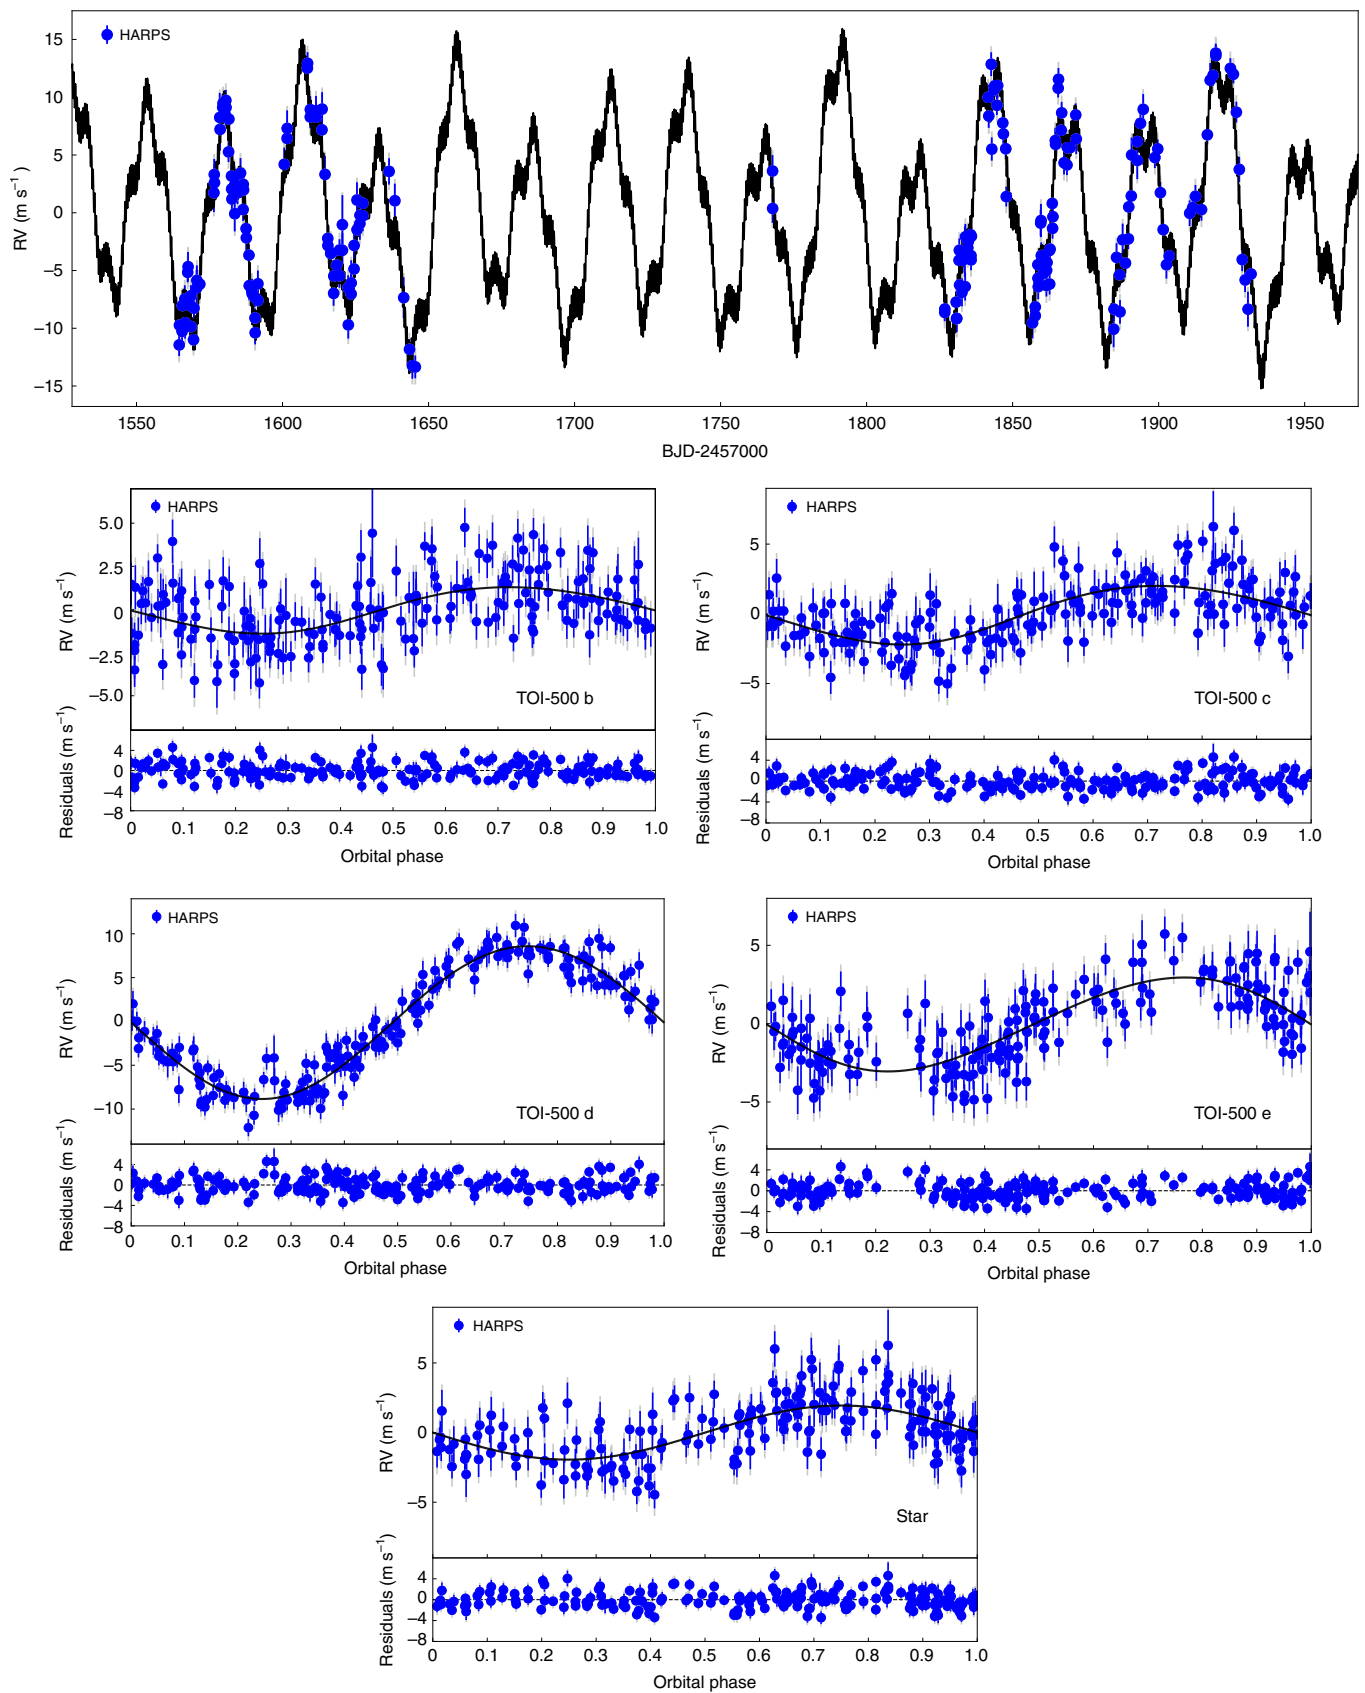 HARPS
RV (m s⁻¹)
15
10
5
0
−5
−10
−15
1550 1600 1650 1700 1750 1800 1850 1900 1950
BJD-2457000
HARPS
RV (m s⁻¹)
5.0
2.5
0
−2.5
−5.0
TOI-500 b
Residuals (m s⁻¹)
4
0
−4
−8
0 0.1 0.2 0.3 0.4 0.5 0.6 0.7 0.8 0.9 1.0
Orbital phase
HARPS
RV (m s⁻¹)
5
0
−5
TOI-500 c
Residuals (m s⁻¹)
4
0
−4
−8
0 0.1 0.2 0.3 0.4 0.5 0.6 0.7 0.8 0.9 1.0
Orbital phase
HARPS
RV (m s⁻¹)
10
5
0
−5
−10
TOI-500 d
Residuals (m s⁻¹)
4
0
−4
−8
0 0.1 0.2 0.3 0.4 0.5 0.6 0.7 0.8 0.9 1.0
Orbital phase
HARPS
RV (m s⁻¹)
5
0
−5
TOI-500 e
Residuals (m s⁻¹)
4
0
−4
−8
0 0.1 0.2 0.3 0.4 0.5 0.6 0.7 0.8 0.9 1.0
Orbital phase
HARPS
RV (m s⁻¹)
5
0
−5
Star
Residuals (m s⁻¹)
4
0
−4
−8
0 0.1 0.2 0.3 0.4 0.5 0.6 0.7 0.8 0.9 1.0
Orbital phase